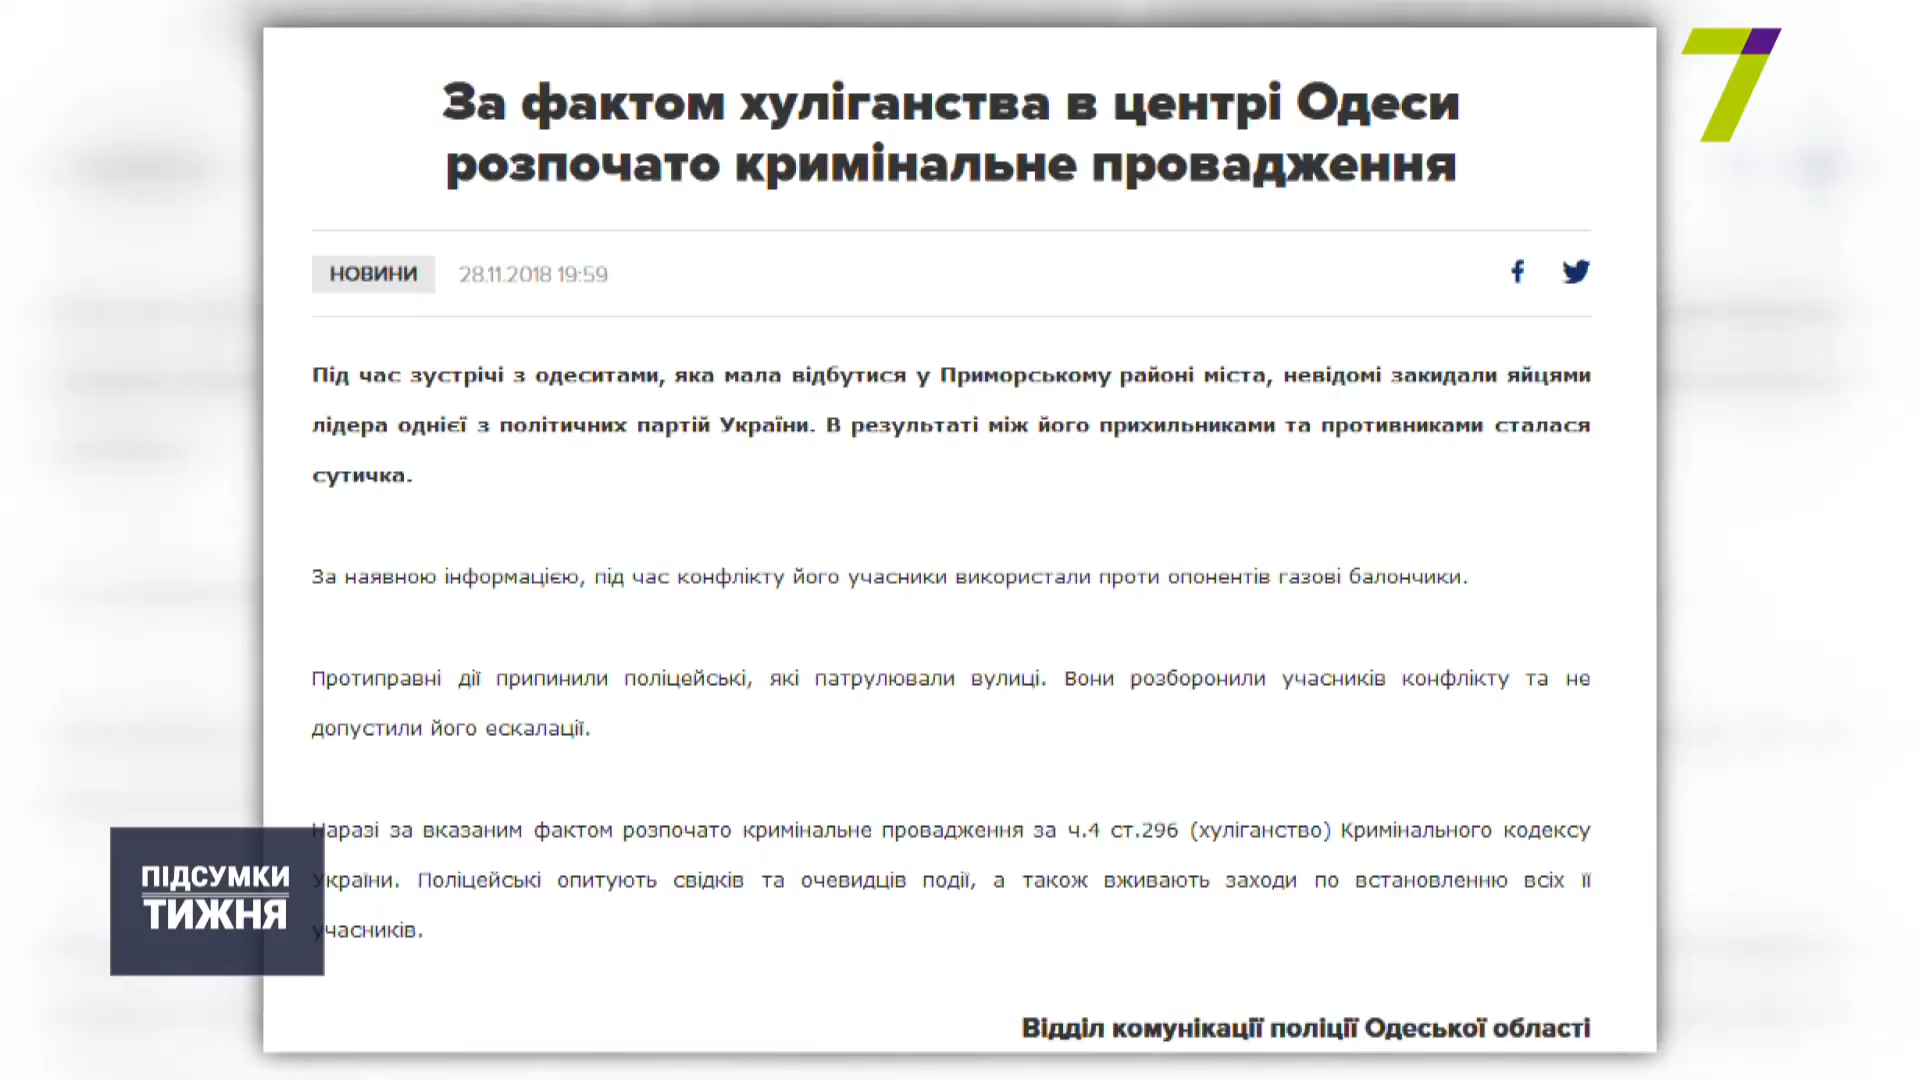 За фактом хуліганства в центрі Одеси
розпочато кримінальне провадження
7
НОВИНИ 28.11.2018 19:59
Під час зустрічі з одеситами, яка мала відбутися у Приморському районі міста, невідомі закидали яйцями
лідера однієї з політичних партій України. В результаті між його прихильниками та противниками сталася
сутичка.
За наявною інформацією, під час конфлікту його учасники використали проти опонентів газові балончики.
Протиправні дії припинили поліцейські, які патрулювали вулиці. Вони розборонили учасників конфлікту та не
допустили його ескалації.
Наразі за вказаним фактом розпочато кримінальне провадження за ч.4 ст.296 (хуліганство) Кримінального кодексу
України. Поліцейські опитують свідків та очевидців події, а також вживають заходи по встановленню всіх її
учасників.
ПІДСУМКИ
ТИЖНЯ
Відділ комунікації поліції Одеської області